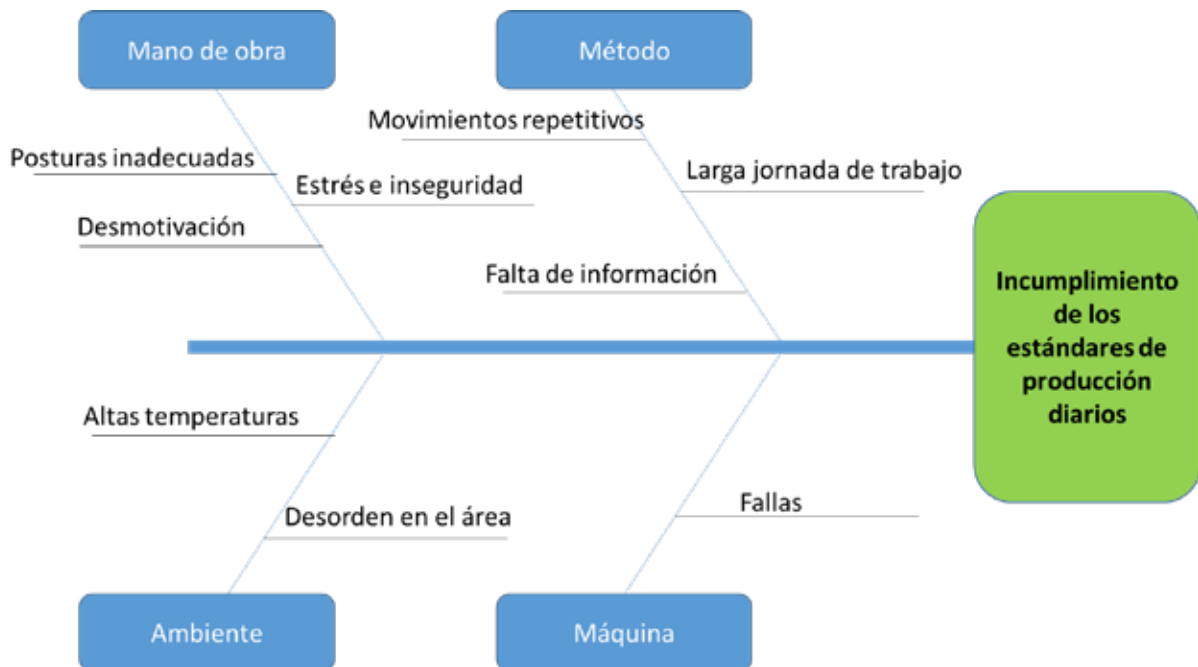 Mano de obra
Método
Movimientos repetitivos
Posturas inadecuadas
Larga jornada de trabajo
Estrés e inseguridad
Desmotivación
Falta de información
Incumplimiento
de los
estándares de
producción
diarios
Altas temperaturas
Desorden en el área
Fallas
Ambiente
Máquina